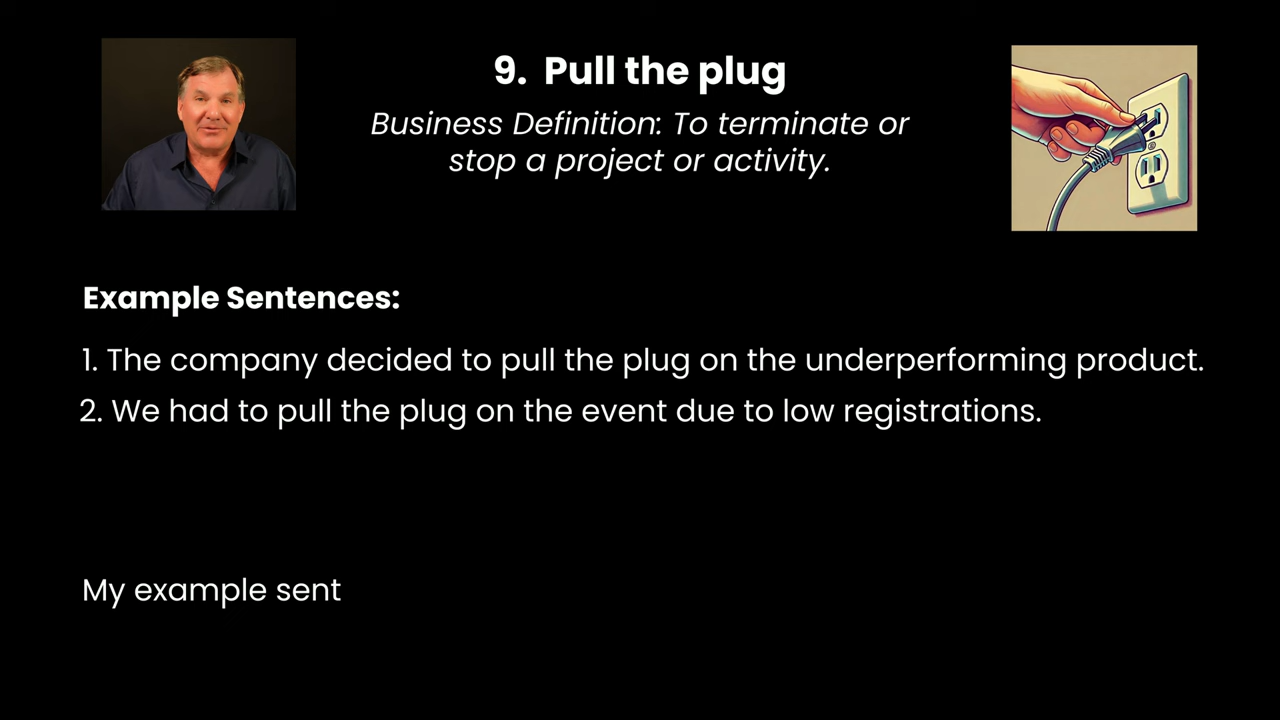 9. Pull the plug
Business Definition: To terminate or
stop a project or activity.
Example Sentences:
1. The company decided to pull the plug on the underperforming product.
2. We had to pull the plug on the event due to low registrations.
My example sent